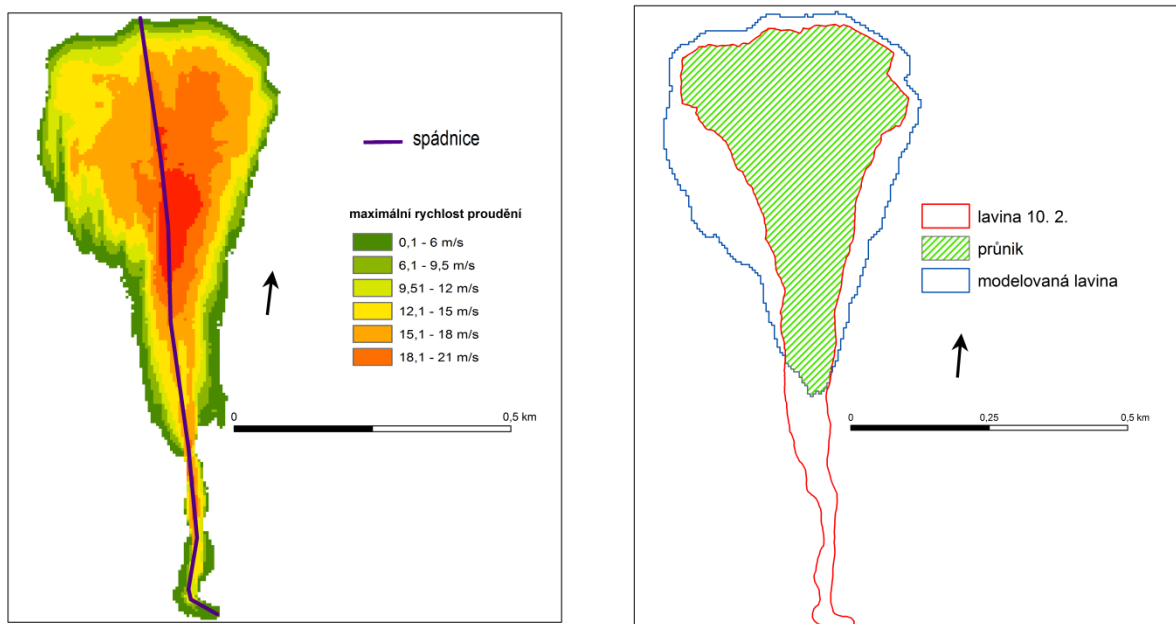 spádnice
maximální rychlost proudění
0,1 - 6 m/s
6,1 - 9,5 m/s
9,51 - 12 m/s
12,1 - 15 m/s
15,1 - 18 m/s
18,1 - 21 m/s
0 0,5 km
lavina 10. 2.
průnik
modelovaná lavina
0 0,25 0,5 km